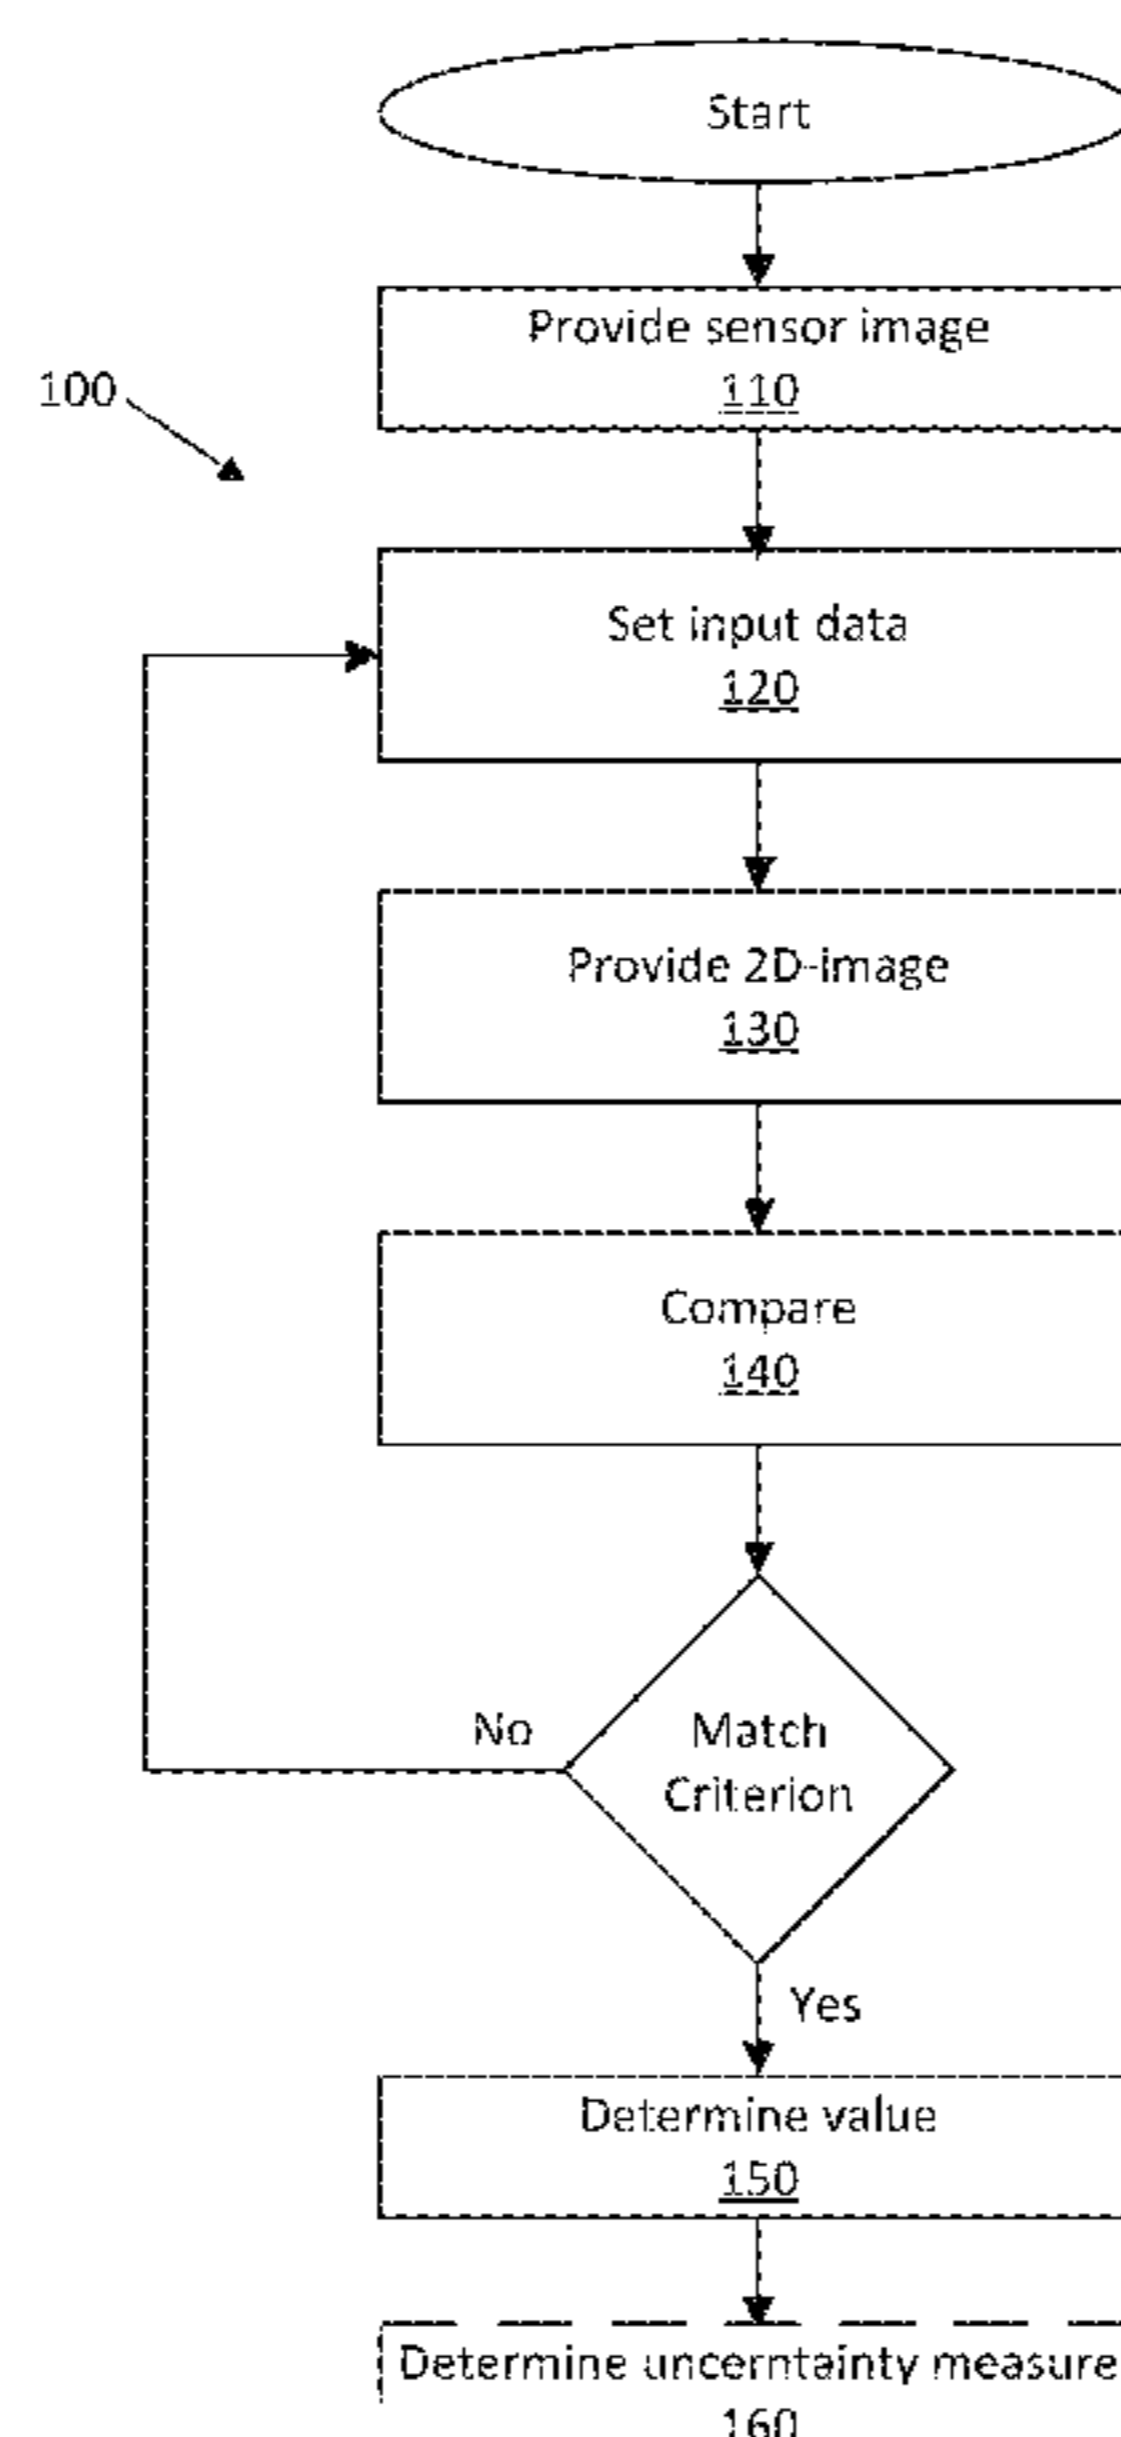 Start
Provide sensor image
110
100
Set input data
120
Provide 2D-image
130
Compare
140
No
Match
Criterion
Yes
Determine value
150
Determine uncerntainty measure
160